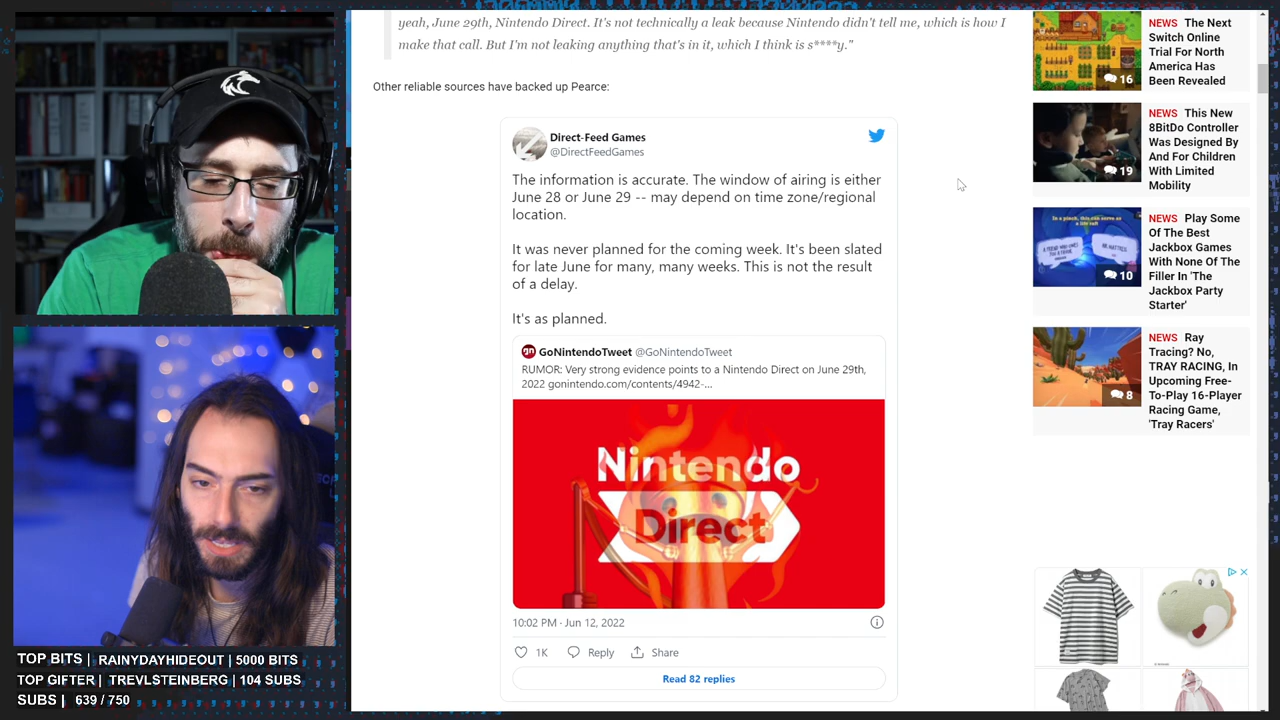 yeah, June 29th, Nintendo Direct. It's not technically a leak because Nintendo didn't tell me, which is how I
make that call. But I'm not leaking anything that's in it, which I think is s****y."
Other reliable sources have backed up Pearce:
Direct-Feed Games
@DirectFeedGames
The information is accurate. The window of airing is either
June 28 or June 29 -- may depend on time zone/regional
location.
It was never planned for the coming week. It's been slated
for late June for many, many weeks. This is not the result
of a delay.
It's as planned.
GoNintendoTweet @GoNintendoTweet
RUMOR: Very strong evidence points to a Nintendo Direct on June 29th,
2022 gonintendo.com/contents/4942-...
Nintendo
Direct
10:02 PM · Jun 12, 2022
1K Reply Share
Read 82 replies
NEWS The Next
Switch Online
Trial For North
America Has
Been Revealed
16
NEWS This New
8BitDo Controller
Was Designed By
And For Children
With Limited
Mobility
19
NEWS Play Some
Of The Best
Jackbox Games
With None Of The
Filler In 'The
Jackbox Party
Starter'
10
NEWS Ray
Tracing? No,
TRAY RACING, In
Upcoming Free-
To-Play 16-Player
Racing Game,
'Tray Racers'
8
TOP BITS | RAINYDAYHIDEOUT | 5000 BITS
TOP GIFTER | TREVLSTEINBERG | 104 SUBS
SUBS | 639 / 750